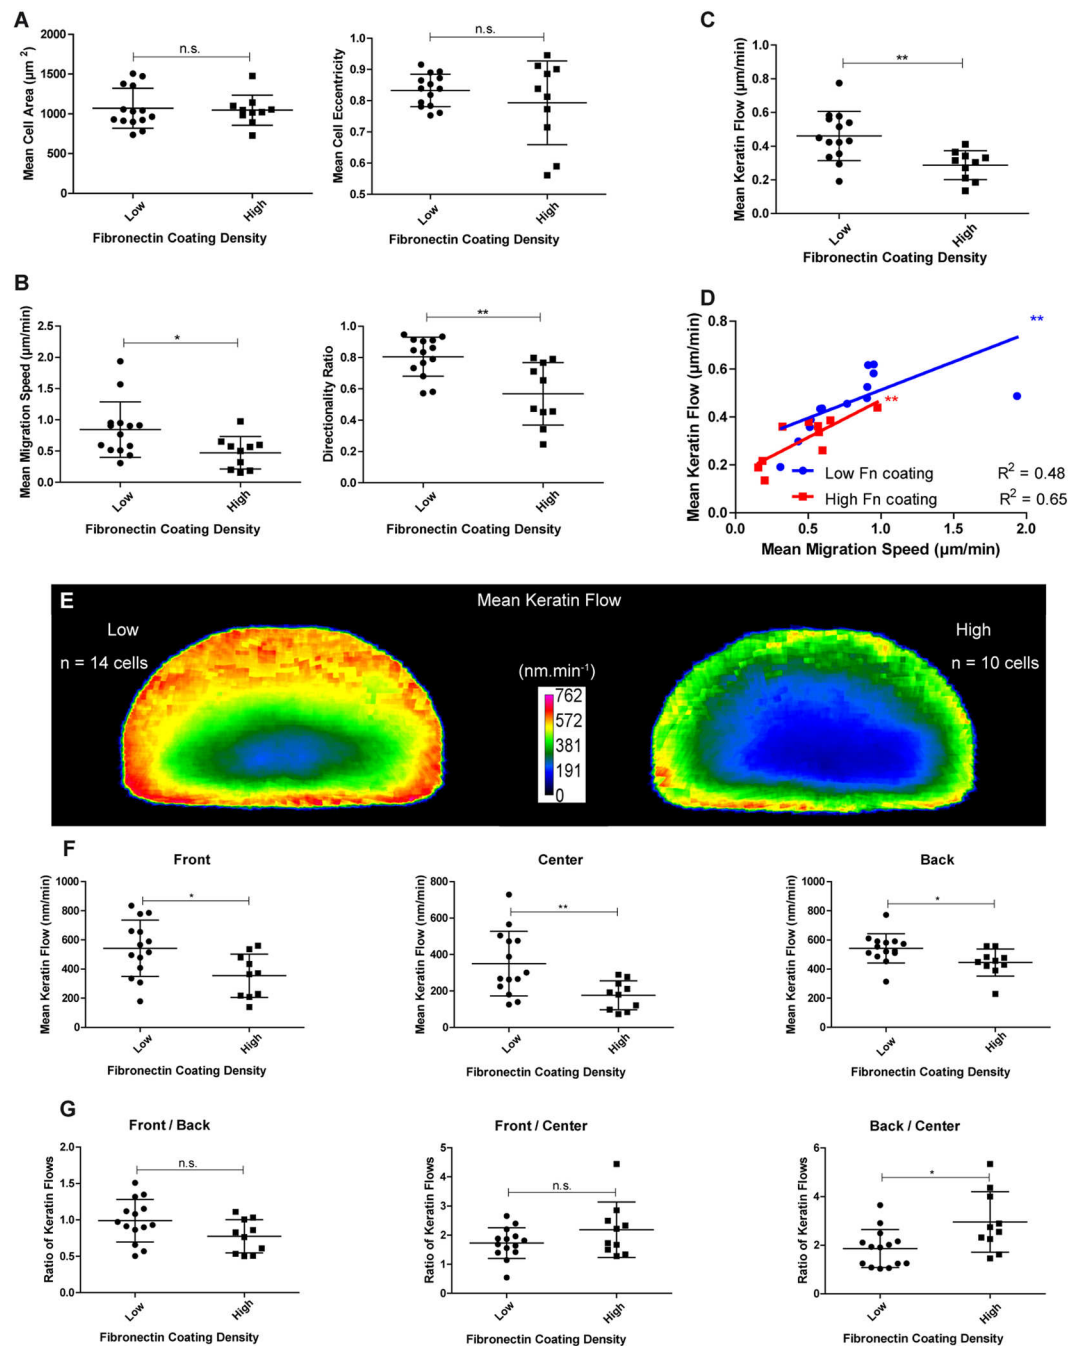 A
n.s.
Mean Cell Area (µm ²)
2000
1500
1000
500
0
Low
High
Fibronectin Coating Density
n.s.
Mean Cell Eccentricity
1.0
0.9
0.8
0.7
0.6
0.5
Low
High
Fibronectin Coating Density
C
**
Mean Keratin Flow (µm/min)
1.0
0.8
0.6
0.4
0.2
0.0
Low
High
Fibronectin Coating Density
B
*
Mean Migration Speed (µm/min)
2.5
2.0
1.5
1.0
0.5
0.0
Low
High
Fibronectin Coating Density
**
Directionality Ratio
1.0
0.8
0.6
0.4
0.2
0.0
Low
High
Fibronectin Coating Density
D
**
**
Mean Keratin Flow (µm/min)
0.8
0.6
0.4
0.2
0.0
Low Fn coating R² = 0.48
High Fn coating R² = 0.65
0.0 0.5 1.0 1.5 2.0
Mean Migration Speed (µm/min)
E
Mean Keratin Flow
Low
n = 14 cells
High
n = 10 cells
(nm.min⁻¹)
762
572
381
191
0
F
Front
*
Mean Keratin Flow (nm/min)
1000
800
600
400
200
0
Low
High
Fibronectin Coating Density
Center
**
Mean Keratin Flow (nm/min)
800
600
400
200
0
Low
High
Fibronectin Coating Density
Back
*
Mean Keratin Flow (nm/min)
1000
800
600
400
200
0
Low
High
Fibronectin Coating Density
G
Front / Back
n.s.
Ratio of Keratin Flows
2.0
1.5
1.0
0.5
0.0
Low
High
Fibronectin Coating Density
Front / Center
n.s.
Ratio of Keratin Flows
5
4
3
2
1
0
Low
High
Fibronectin Coating Density
Back / Center
*
Ratio of Keratin Flows
6
4
2
0
Low
High
Fibronectin Coating Density